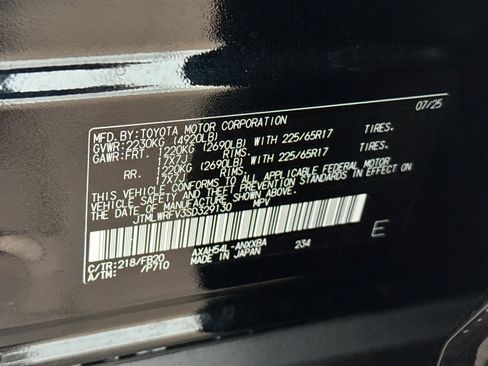 07/25
MFD.BY:TOYOTA MOTOR CORPORATION
GVWR:2230KG (4920LB)
GAWR:FRT. 1220KG (2690LB) WITH 225/65R17 TIRES.
17X7J RIMS.
RR. 1220KG (2690LB) WITH 225/65R17 TIRES.
17X7J RIMS.
THIS VEHICLE CONFORMS TO ALL APPLICABLE FEDERAL MOTOR
VEHICLE SAFETY AND THEFT PREVENTION STANDARDS IN EFFECT
ON THE DATE OF MANUFACTURE SHOWN ABOVE.
JTMLWRFV3SD329130 MPV
E
C/TR:218/FB20 AXAH54L-ANXXBA 234
A/TM: /P710 MADE IN JAPAN